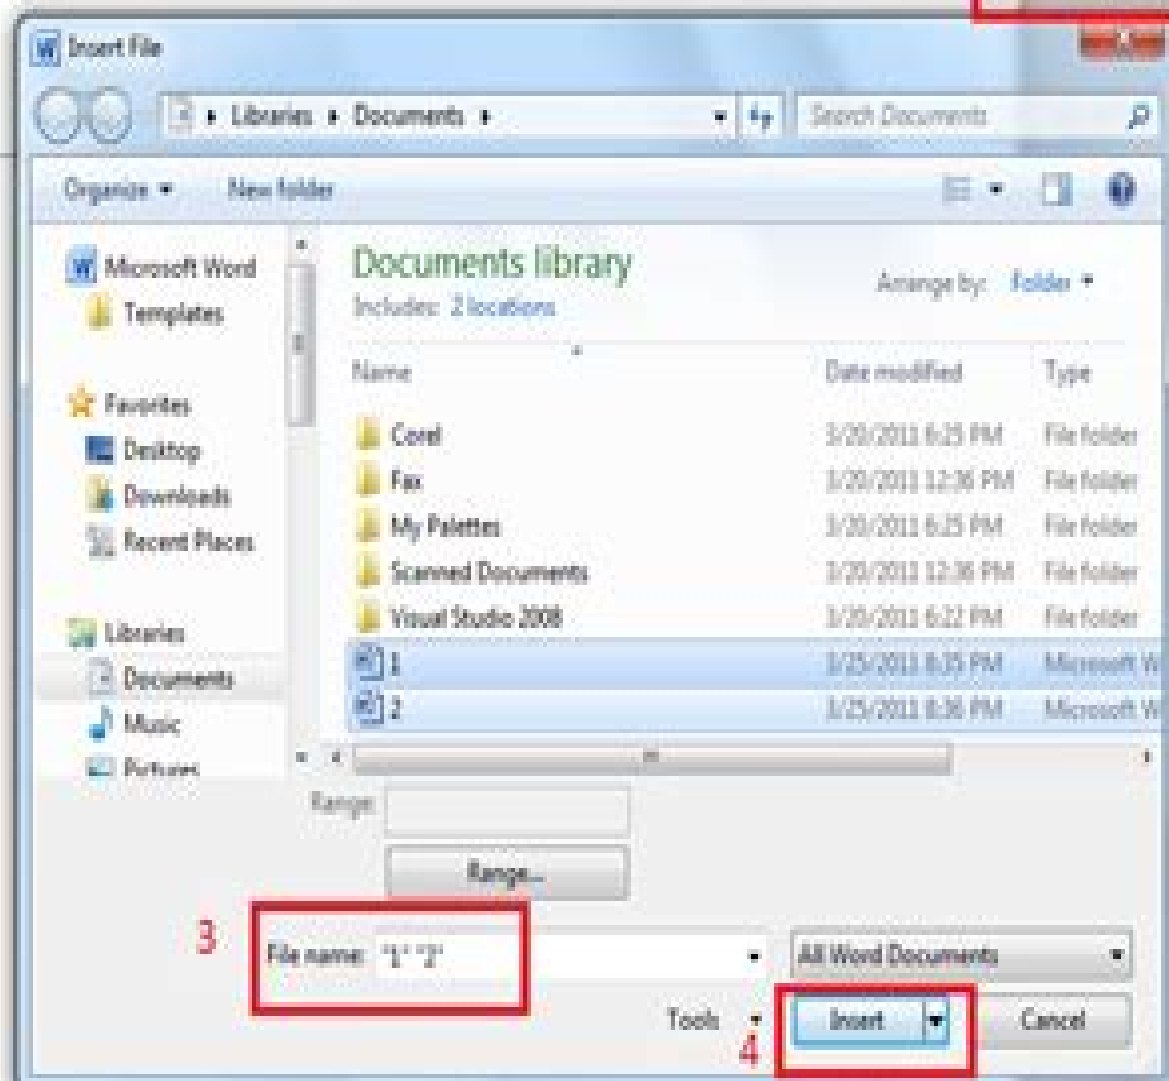 Insert File
Libraries Documents
Search Documents
Organize New folder
Microsoft Word
Templates
Favorites
Desktop
Downloads
Recent Places
Libraries
Documents
Music
Pictures
Documents library
Includes: 2 locations
Arrange by: Folder
Name Date modified Type
Corel 3/20/2011 6:25 PM File folder
Fax 3/20/2011 12:36 PM File folder
My Palettes 3/20/2011 6:25 PM File folder
Scanned Documents 3/20/2011 12:36 PM File folder
Visual Studio 2008 3/20/2011 6:22 PM File folder
1 3/25/2011 8:35 PM Microsoft W
2 3/25/2011 8:36 PM Microsoft W
Range:
Range...
3
File name: "1" "2"
All Word Documents
Tools
Insert
Cancel
4